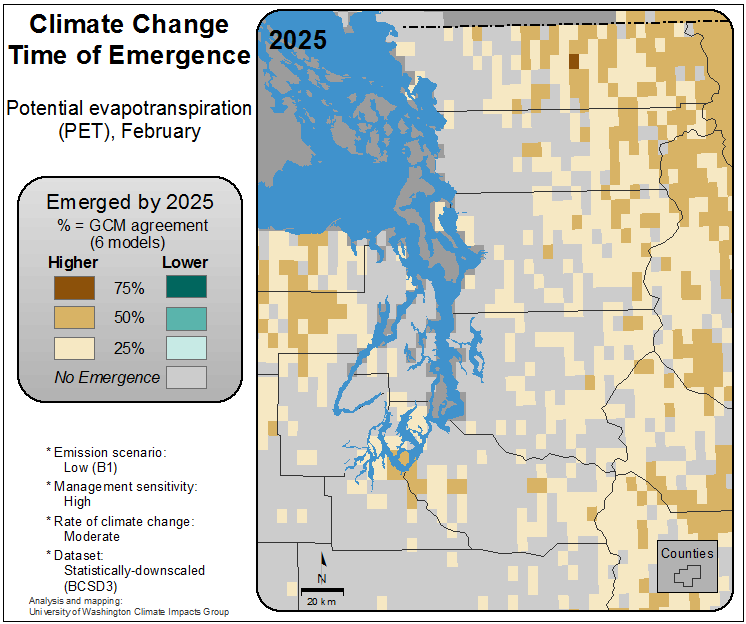 Climate Change
Time of Emergence
Potential evapotranspiration
(PET), February
Emerged by 2025
% = GCM agreement
(6 models)
Higher Lower
75%
50%
25%
No Emergence
* Emission scenario:
Low (B1)
* Management sensitivity:
High
* Rate of climate change:
Moderate
* Dataset:
Statistically-downscaled
(BCSD3)
Analysis and mapping:
University of Washington Climate Impacts Group
2025
Counties
N
20 km